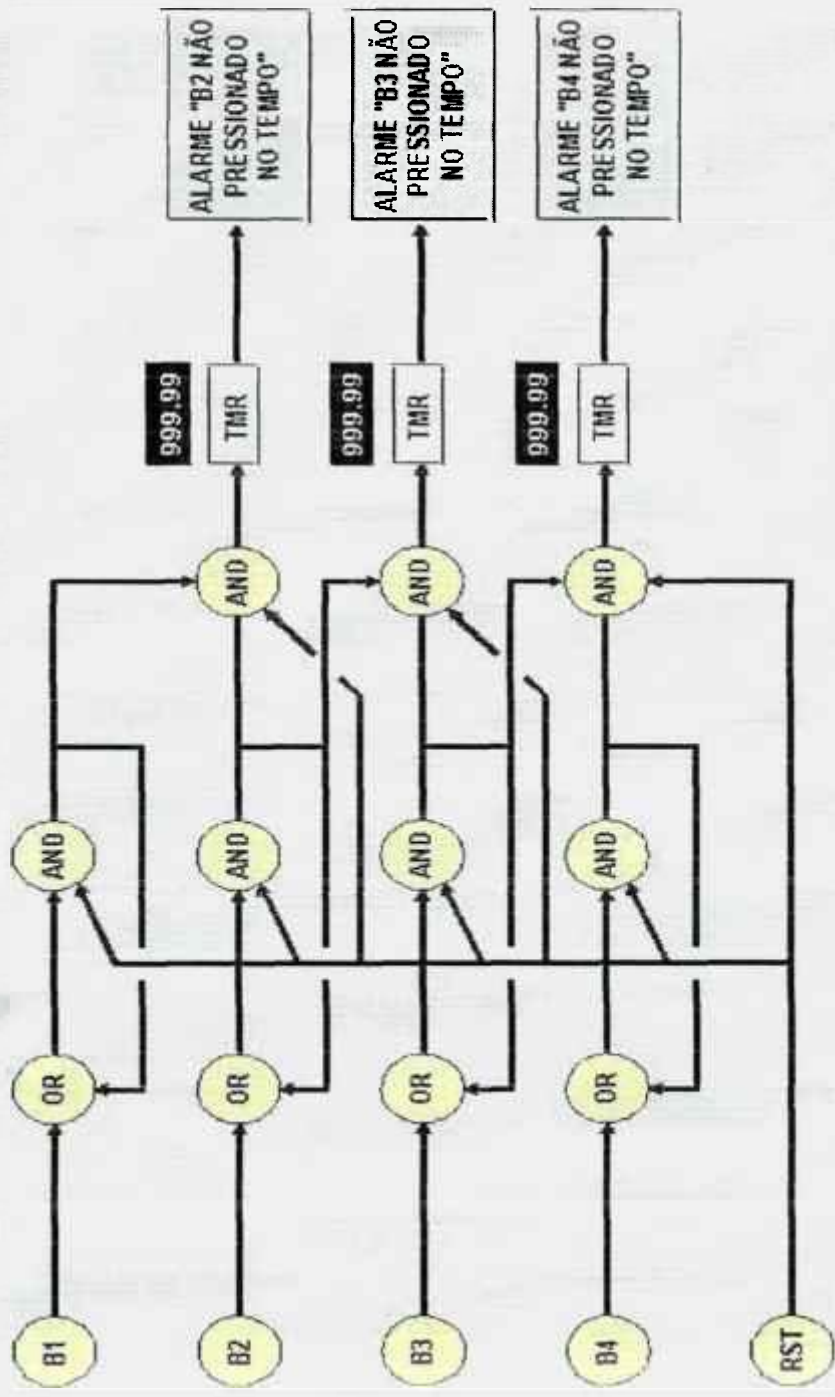 B1
OR
AND
B2
OR
AND
AND
999.99
TMR
ALARME "B2 NÃO
PRESSIONADO
NO TEMPO"
B3
OR
AND
AND
999.99
TMR
ALARME "B3 NÃO
PRESSIONADO
NO TEMPO"
B4
OR
AND
AND
999.99
TMR
ALARME "B4 NÃO
PRESSIONADO
NO TEMPO"
RST